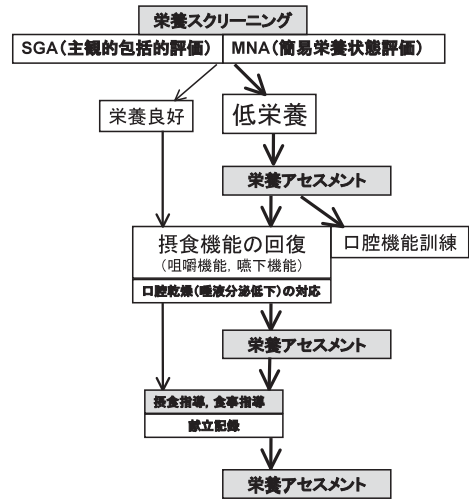 栄養スクリーニング
SGA(主観的包括的評価) MNA(簡易栄養状態評価)
栄養良好 低栄養
栄養アセスメント
摂食機能の回復 口腔機能訓練
(咀嚼機能,嚥下機能)
口腔乾燥(唾液分泌低下)の対応
栄養アセスメント
摂食指導,食事指導
献立記録
栄養アセスメント